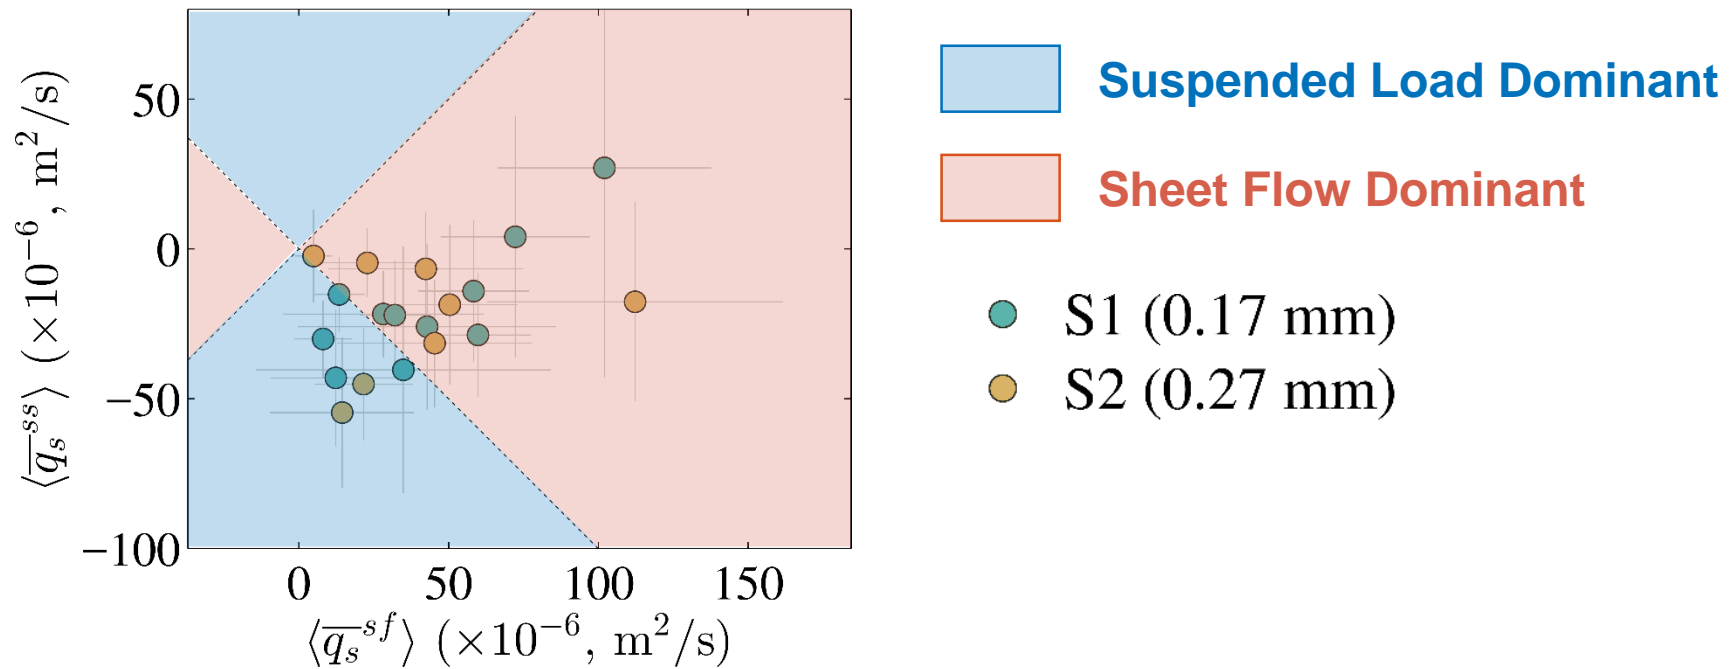 50
0
−50
−100
0 50 100 150
⟨q̅ₛˢˢ⟩ (×10⁻⁶, m²/s)
⟨q̅ₛˢᶠ⟩ (×10⁻⁶, m²/s)
Suspended Load Dominant
Sheet Flow Dominant
S1 (0.17 mm)
S2 (0.27 mm)